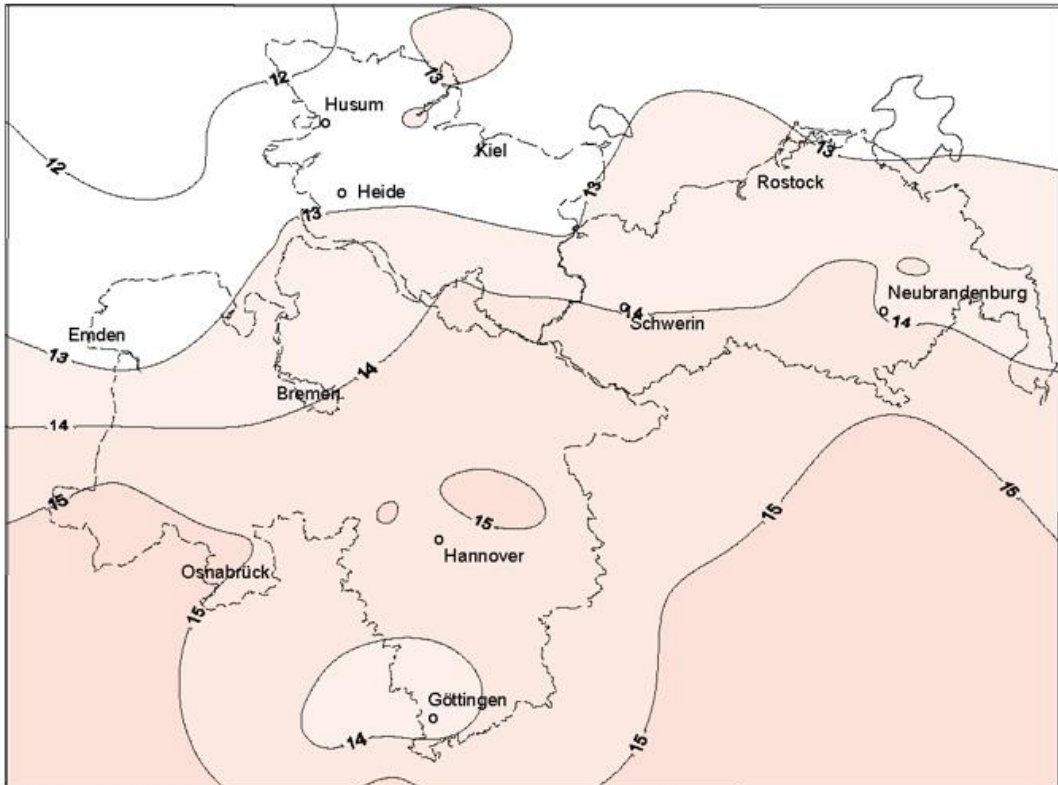 12
13
Husum
Kiel
12
13
Rostock
13
Heide
13
Neubrandenburg
14
Schwerin
14
Emden
13
14
Bremen
14
15
15
15
15
Hannover
Osnabrück
15
Göttingen
14
15